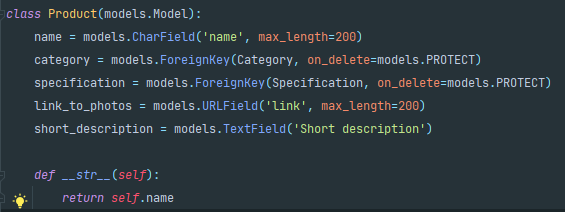 class Product(models.Model):
name = models.CharField('name', max_length=200)
category = models.ForeignKey(Category, on_delete=models.PROTECT)
specification = models.ForeignKey(Specification, on_delete=models.PROTECT)
link_to_photos = models.URLField('link', max_length=200)
short_description = models.TextField('Short description')
def __str__(self):
return self.name